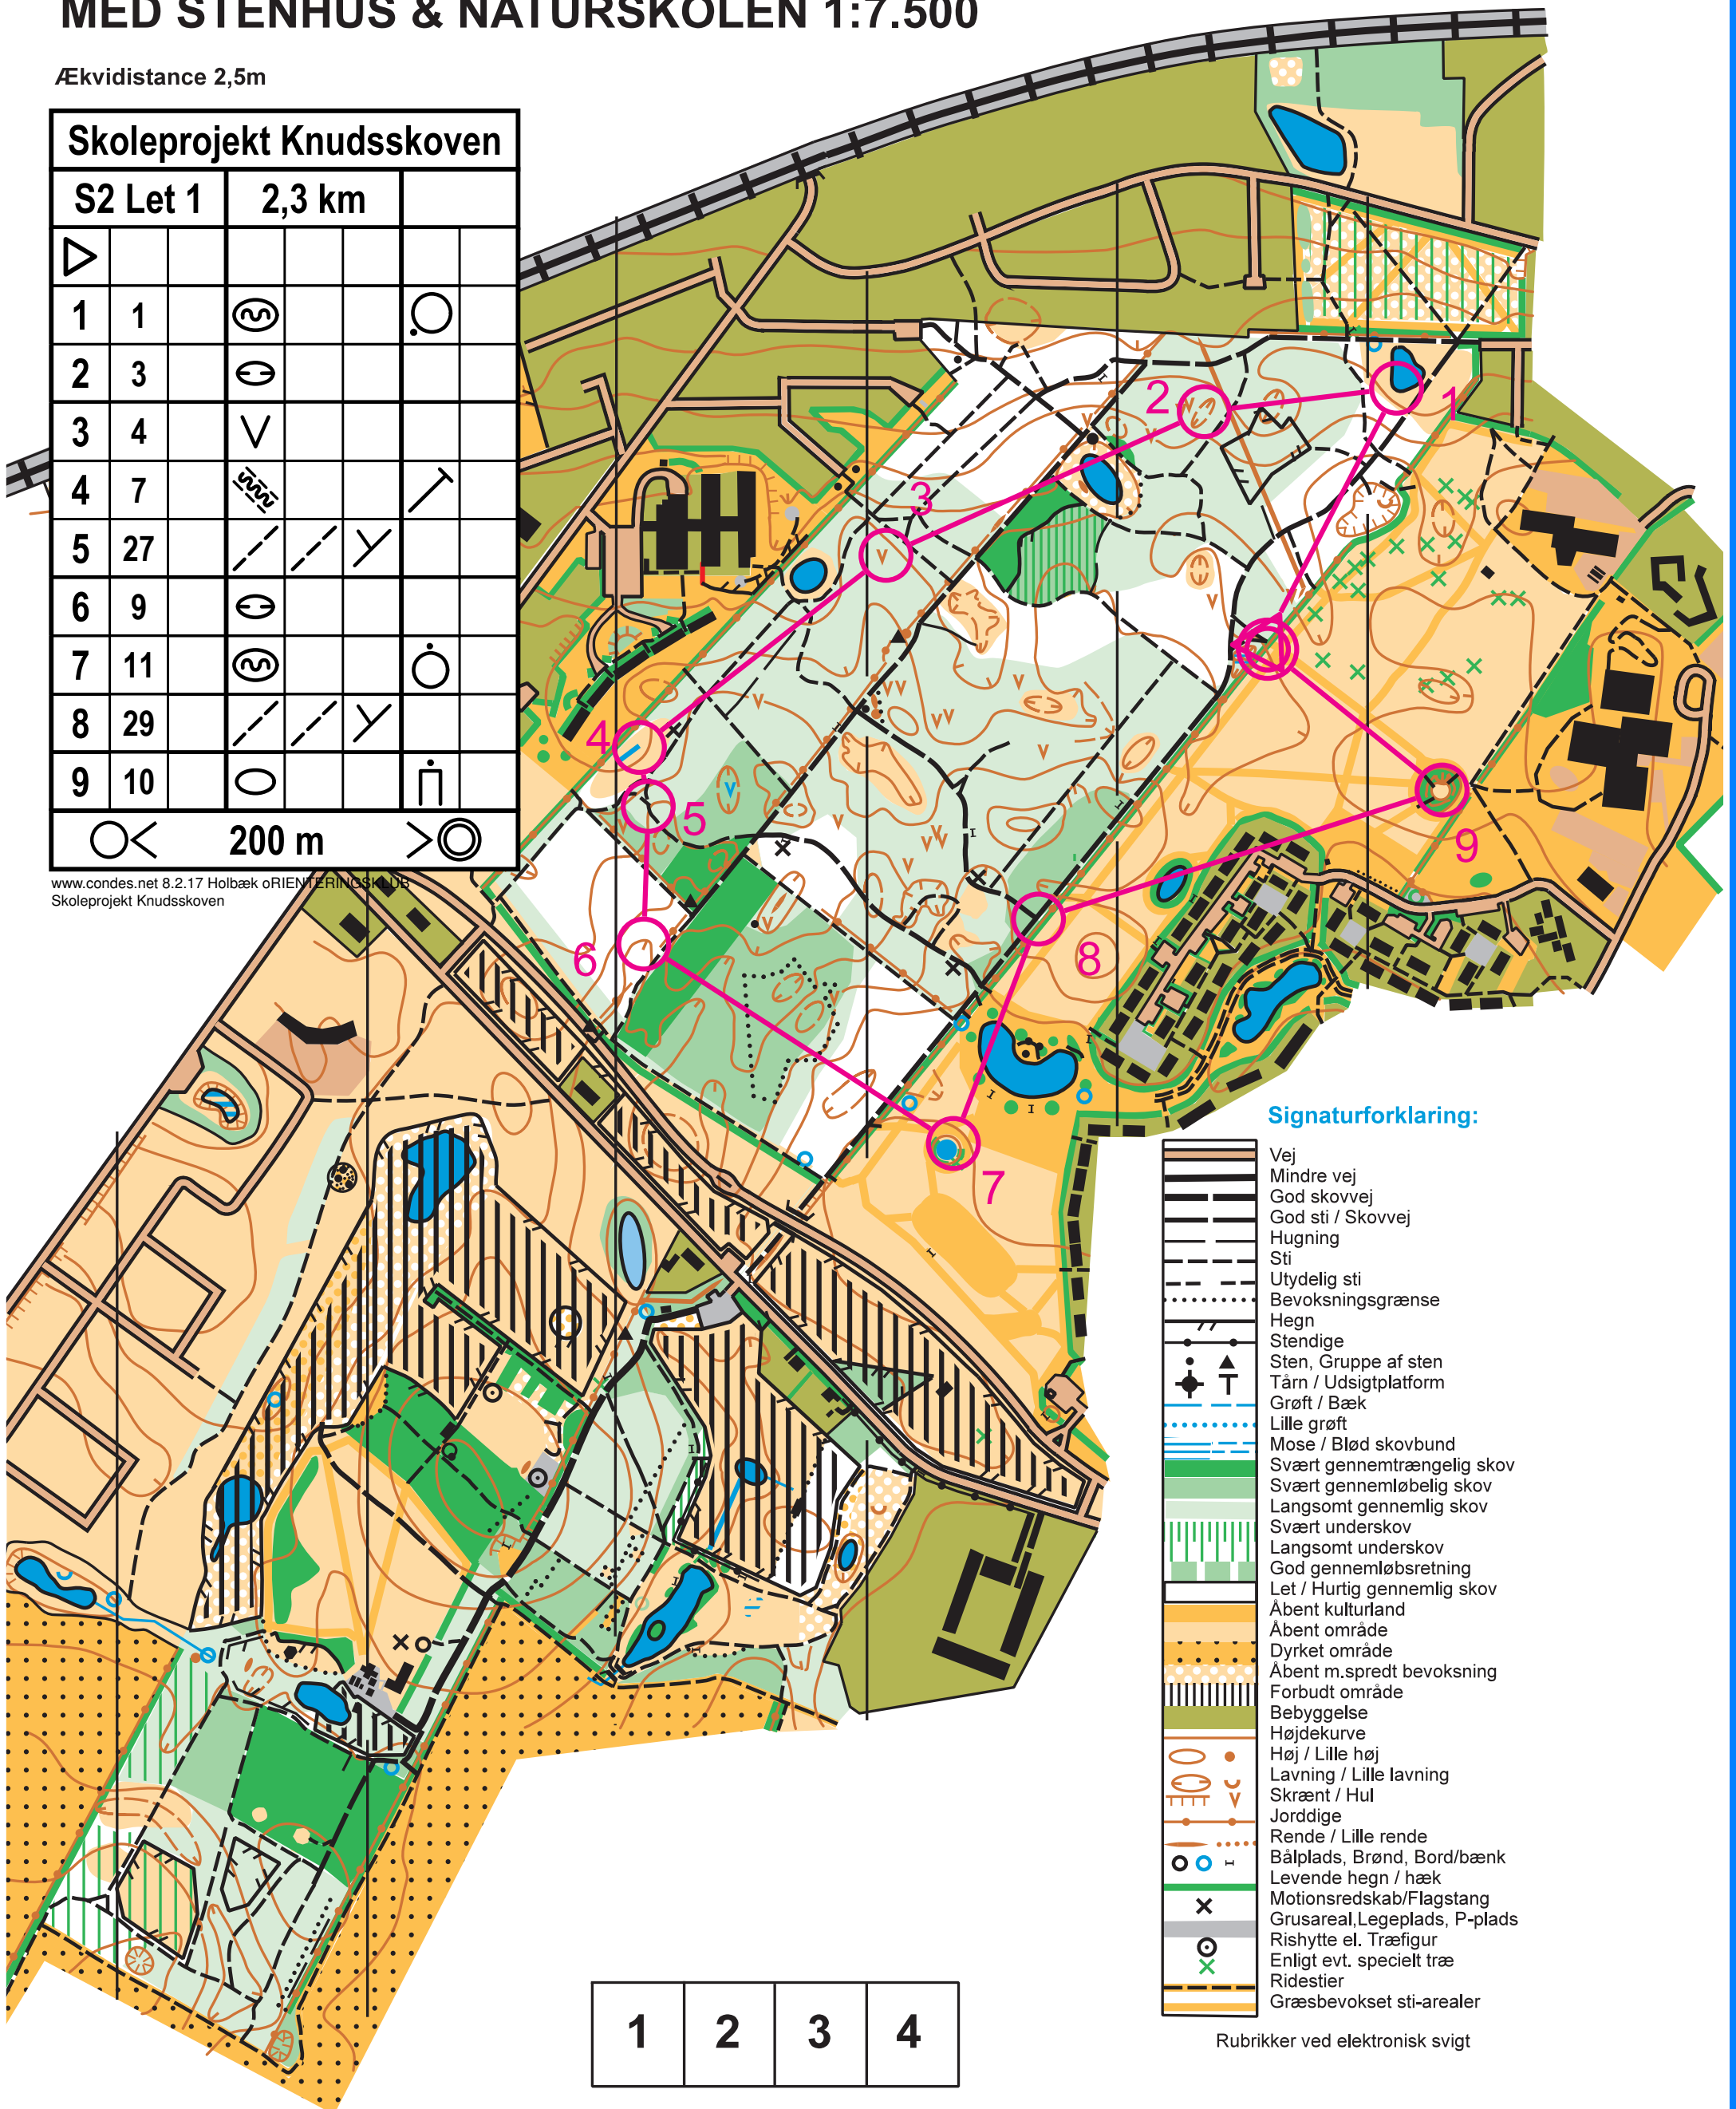 MED STENHUS & NATURSKOLEN 1:7.500
Ækvidistance 2,5m
Skoleprojekt Knudsskoven
S2 Let 1 2,3 km
1 1
2 3
3 4
4 7
5 27
6 9
7 11
8 29
9 10
200 m
www.condes.net 8.2.17 Holbæk oRIENTERINGSKLUB
Skoleprojekt Knudsskoven
1
2
3
4
5
6
7
8
9
Signaturforklaring:
Vej
Mindre vej
God skovvej
God sti / Skovvej
Hugning
Sti
Utydelig sti
Bevoksningsgrænse
Hegn
Stendige
Sten, Gruppe af sten
Tårn / Udsigtplatform
Grøft / Bæk
Lille grøft
Mose / Blød skovbund
Svært gennemtrængelig skov
Svært gennemløbelig skov
Langsomt gennemlig skov
Svært underskov
Langsomt underskov
God gennemløbsretning
Let / Hurtig gennemlig skov
Åbent kulturland
Åbent område
Dyrket område
Åbent m.spredt bevoksning
Forbudt område
Bebyggelse
Højdekurve
Høj / Lille høj
Lavning / Lille lavning
Skrænt / Hul
Jorddige
Rende / Lille rende
Bålplads, Brønd, Bord/bænk
Levende hegn / hæk
Motionsredskab/Flagstang
Grusareal,Legeplads, P-plads
Rishytte el. Træfigur
Enligt evt. specielt træ
Ridestier
Græsbevokset sti-arealer
Rubrikker ved elektronisk svigt
1 2 3 4